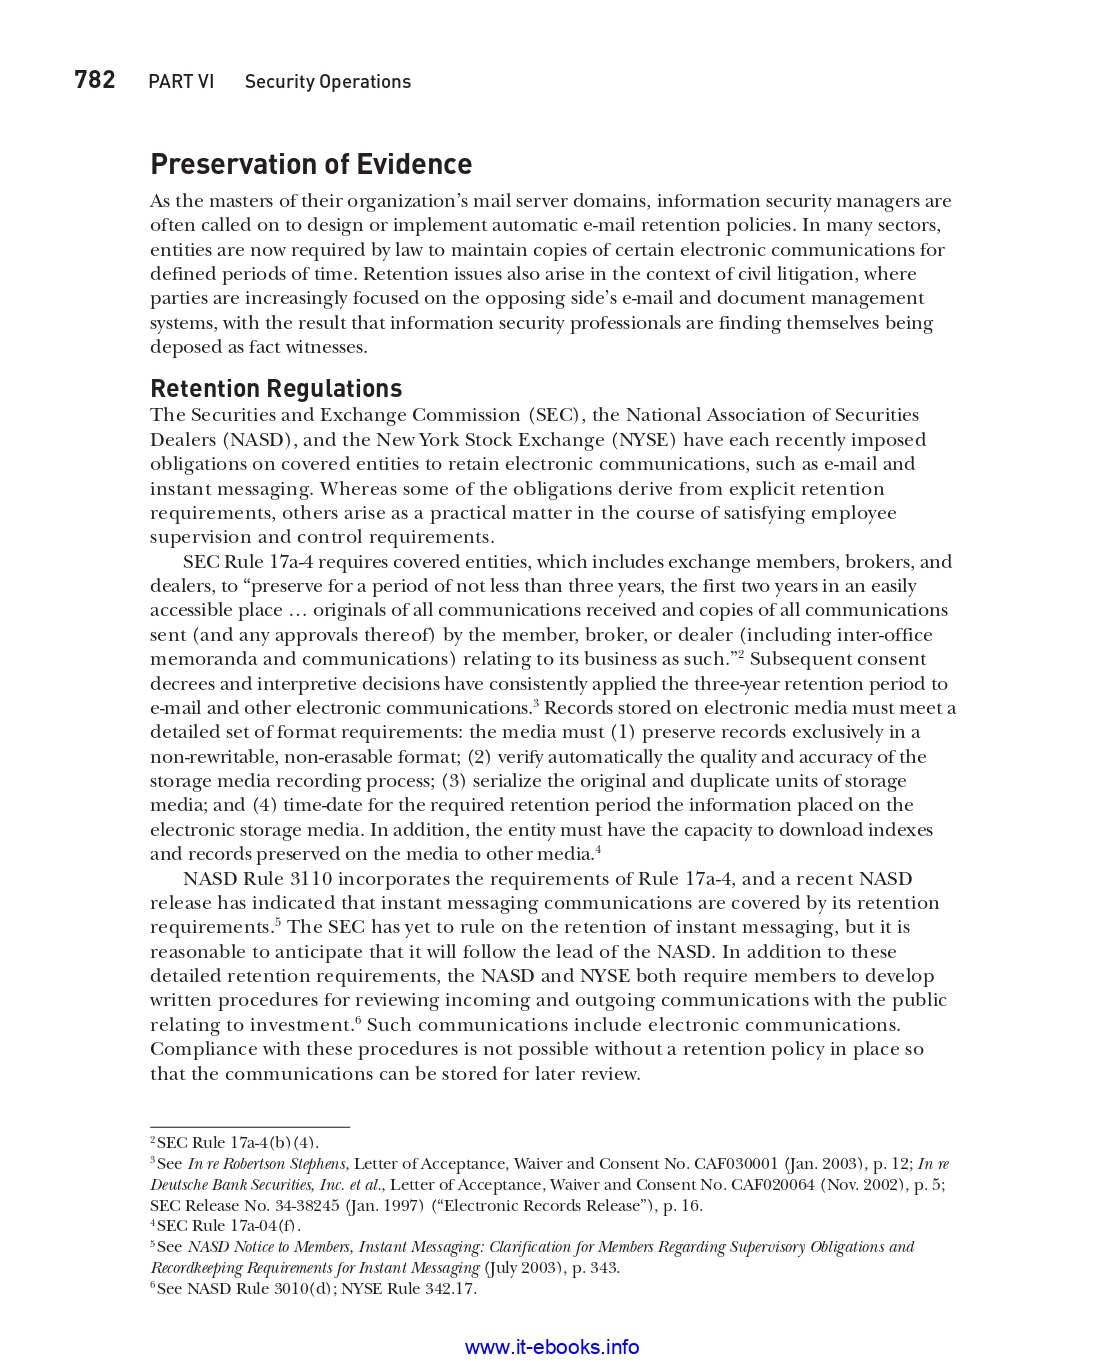 782 PART VI Security Operations
Preservation of Evidence
As the masters of their organization’s mail server domains, information security managers are
often called on to design or implement automatic e-mail retention policies. In many sectors,
entities are now required by law to maintain copies of certain electronic communications for
defined periods of time. Retention issues also arise in the context of civil litigation, where
parties are increasingly focused on the opposing side’s e-mail and document management
systems, with the result that information security professionals are finding themselves being
deposed as fact witnesses.
Retention Regulations
The Securities and Exchange Commission (SEC), the National Association of Securities
Dealers (NASD), and the New York Stock Exchange (NYSE) have each recently imposed
obligations on covered entities to retain electronic communications, such as e-mail and
instant messaging. Whereas some of the obligations derive from explicit retention
requirements, others arise as a practical matter in the course of satisfying employee
supervision and control requirements.
SEC Rule 17a-4 requires covered entities, which includes exchange members, brokers, and
dealers, to “preserve for a period of not less than three years, the first two years in an easily
accessible place … originals of all communications received and copies of all communications
sent (and any approvals thereof) by the member, broker, or dealer (including inter-office
memoranda and communications) relating to its business as such.”2 Subsequent consent
decrees and interpretive decisions have consistently applied the three-year retention period to
e-mail and other electronic communications.3 Records stored on electronic media must meet a
detailed set of format requirements: the media must (1) preserve records exclusively in a
non-rewritable, non-erasable format; (2) verify automatically the quality and accuracy of the
storage media recording process; (3) serialize the original and duplicate units of storage
media; and (4) time-date for the required retention period the information placed on the
electronic storage media. In addition, the entity must have the capacity to download indexes
and records preserved on the media to other media.4
NASD Rule 3110 incorporates the requirements of Rule 17a-4, and a recent NASD
release has indicated that instant messaging communications are covered by its retention
requirements.5 The SEC has yet to rule on the retention of instant messaging, but it is
reasonable to anticipate that it will follow the lead of the NASD. In addition to these
detailed retention requirements, the NASD and NYSE both require members to develop
written procedures for reviewing incoming and outgoing communications with the public
relating to investment.6 Such communications include electronic communications.
Compliance with these procedures is not possible without a retention policy in place so
that the communications can be stored for later review.
2 SEC Rule 17a-4(b)(4).
3 See In re Robertson Stephens, Letter of Acceptance, Waiver and Consent No. CAF030001 (Jan. 2003), p. 12; In re
Deutsche Bank Securities, Inc. et al., Letter of Acceptance, Waiver and Consent No. CAF020064 (Nov. 2002), p. 5;
SEC Release No. 34-38245 (Jan. 1997) (“Electronic Records Release”), p. 16.
4 SEC Rule 17a-04(f).
5 See NASD Notice to Members, Instant Messaging: Clarification for Members Regarding Supervisory Obligations and
Recordkeeping Requirements for Instant Messaging (July 2003), p. 343.
6 See NASD Rule 3010(d); NYSE Rule 342.17.
www.it-ebooks.info